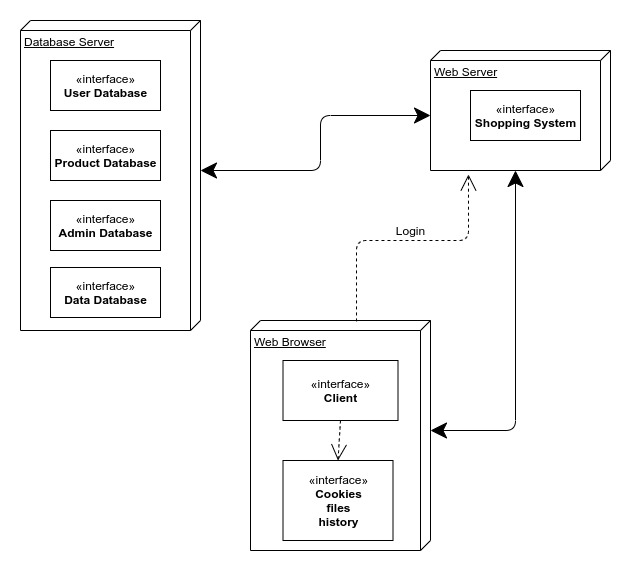 Database Server
«interface»
User Database
«interface»
Product Database
«interface»
Admin Database
«interface»
Data Database
Web Server
«interface»
Shopping System
Login
Web Browser
«interface»
Client
«interface»
Cookies
files
history